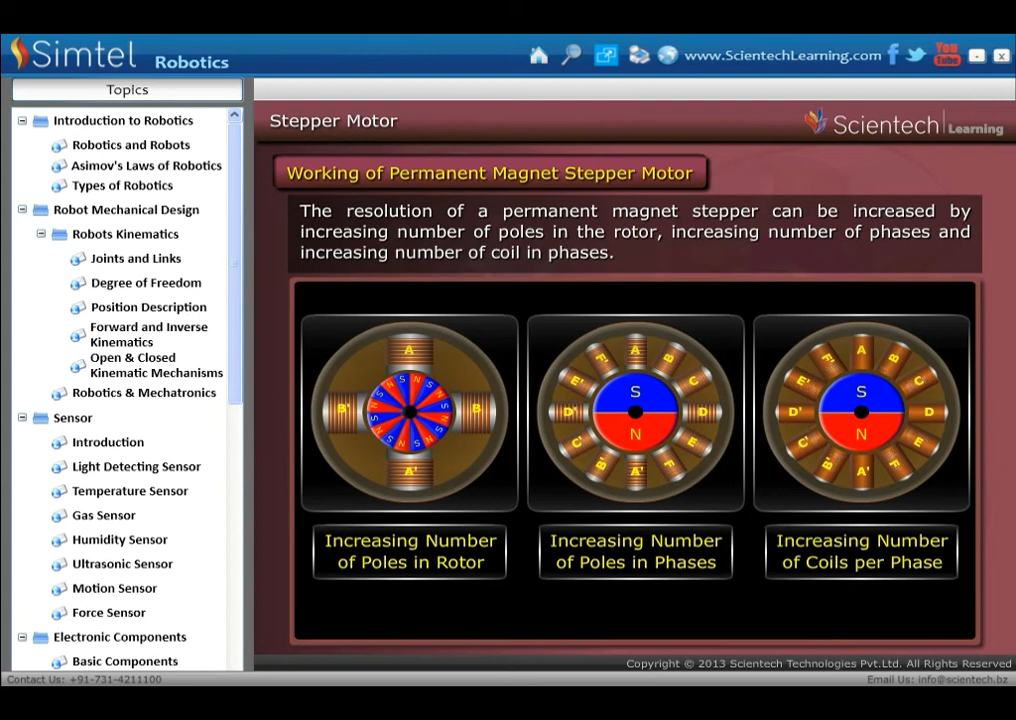 Simtel Robotics
www.ScientechLearning.com
f
You
Tube
-
x
Topics
Introduction to Robotics
Robotics and Robots
Asimov's Laws of Robotics
Types of Robotics
Robot Mechanical Design
Robots Kinematics
Joints and Links
Degree of Freedom
Position Description
Forward and Inverse
Kinematics
Open & Closed
Kinematic Mechanisms
Robotics & Mechatronics
Sensor
Introduction
Light Detecting Sensor
Temperature Sensor
Gas Sensor
Humidity Sensor
Ultrasonic Sensor
Motion Sensor
Force Sensor
Electronic Components
Basic Components
Stepper Motor
Scientech Learning
Working of Permanent Magnet Stepper Motor
The resolution of a permanent magnet stepper can be increased by
increasing number of poles in the rotor, increasing number of phases and
increasing number of coil in phases.
A
B' B
A'
Increasing Number
of Poles in Rotor
F' A B
E' C
D' S D
C' N E
B' A' F
Increasing Number
of Poles in Phases
F' A B
E' C
D' S D
C' N E
B' A' F
Increasing Number
of Coils per Phase
Copyright © 2013 Scientech Technologies Pvt.Ltd. All Rights Reserved
Contact Us: +91-731-4211100
Email Us: info@scientech.bz